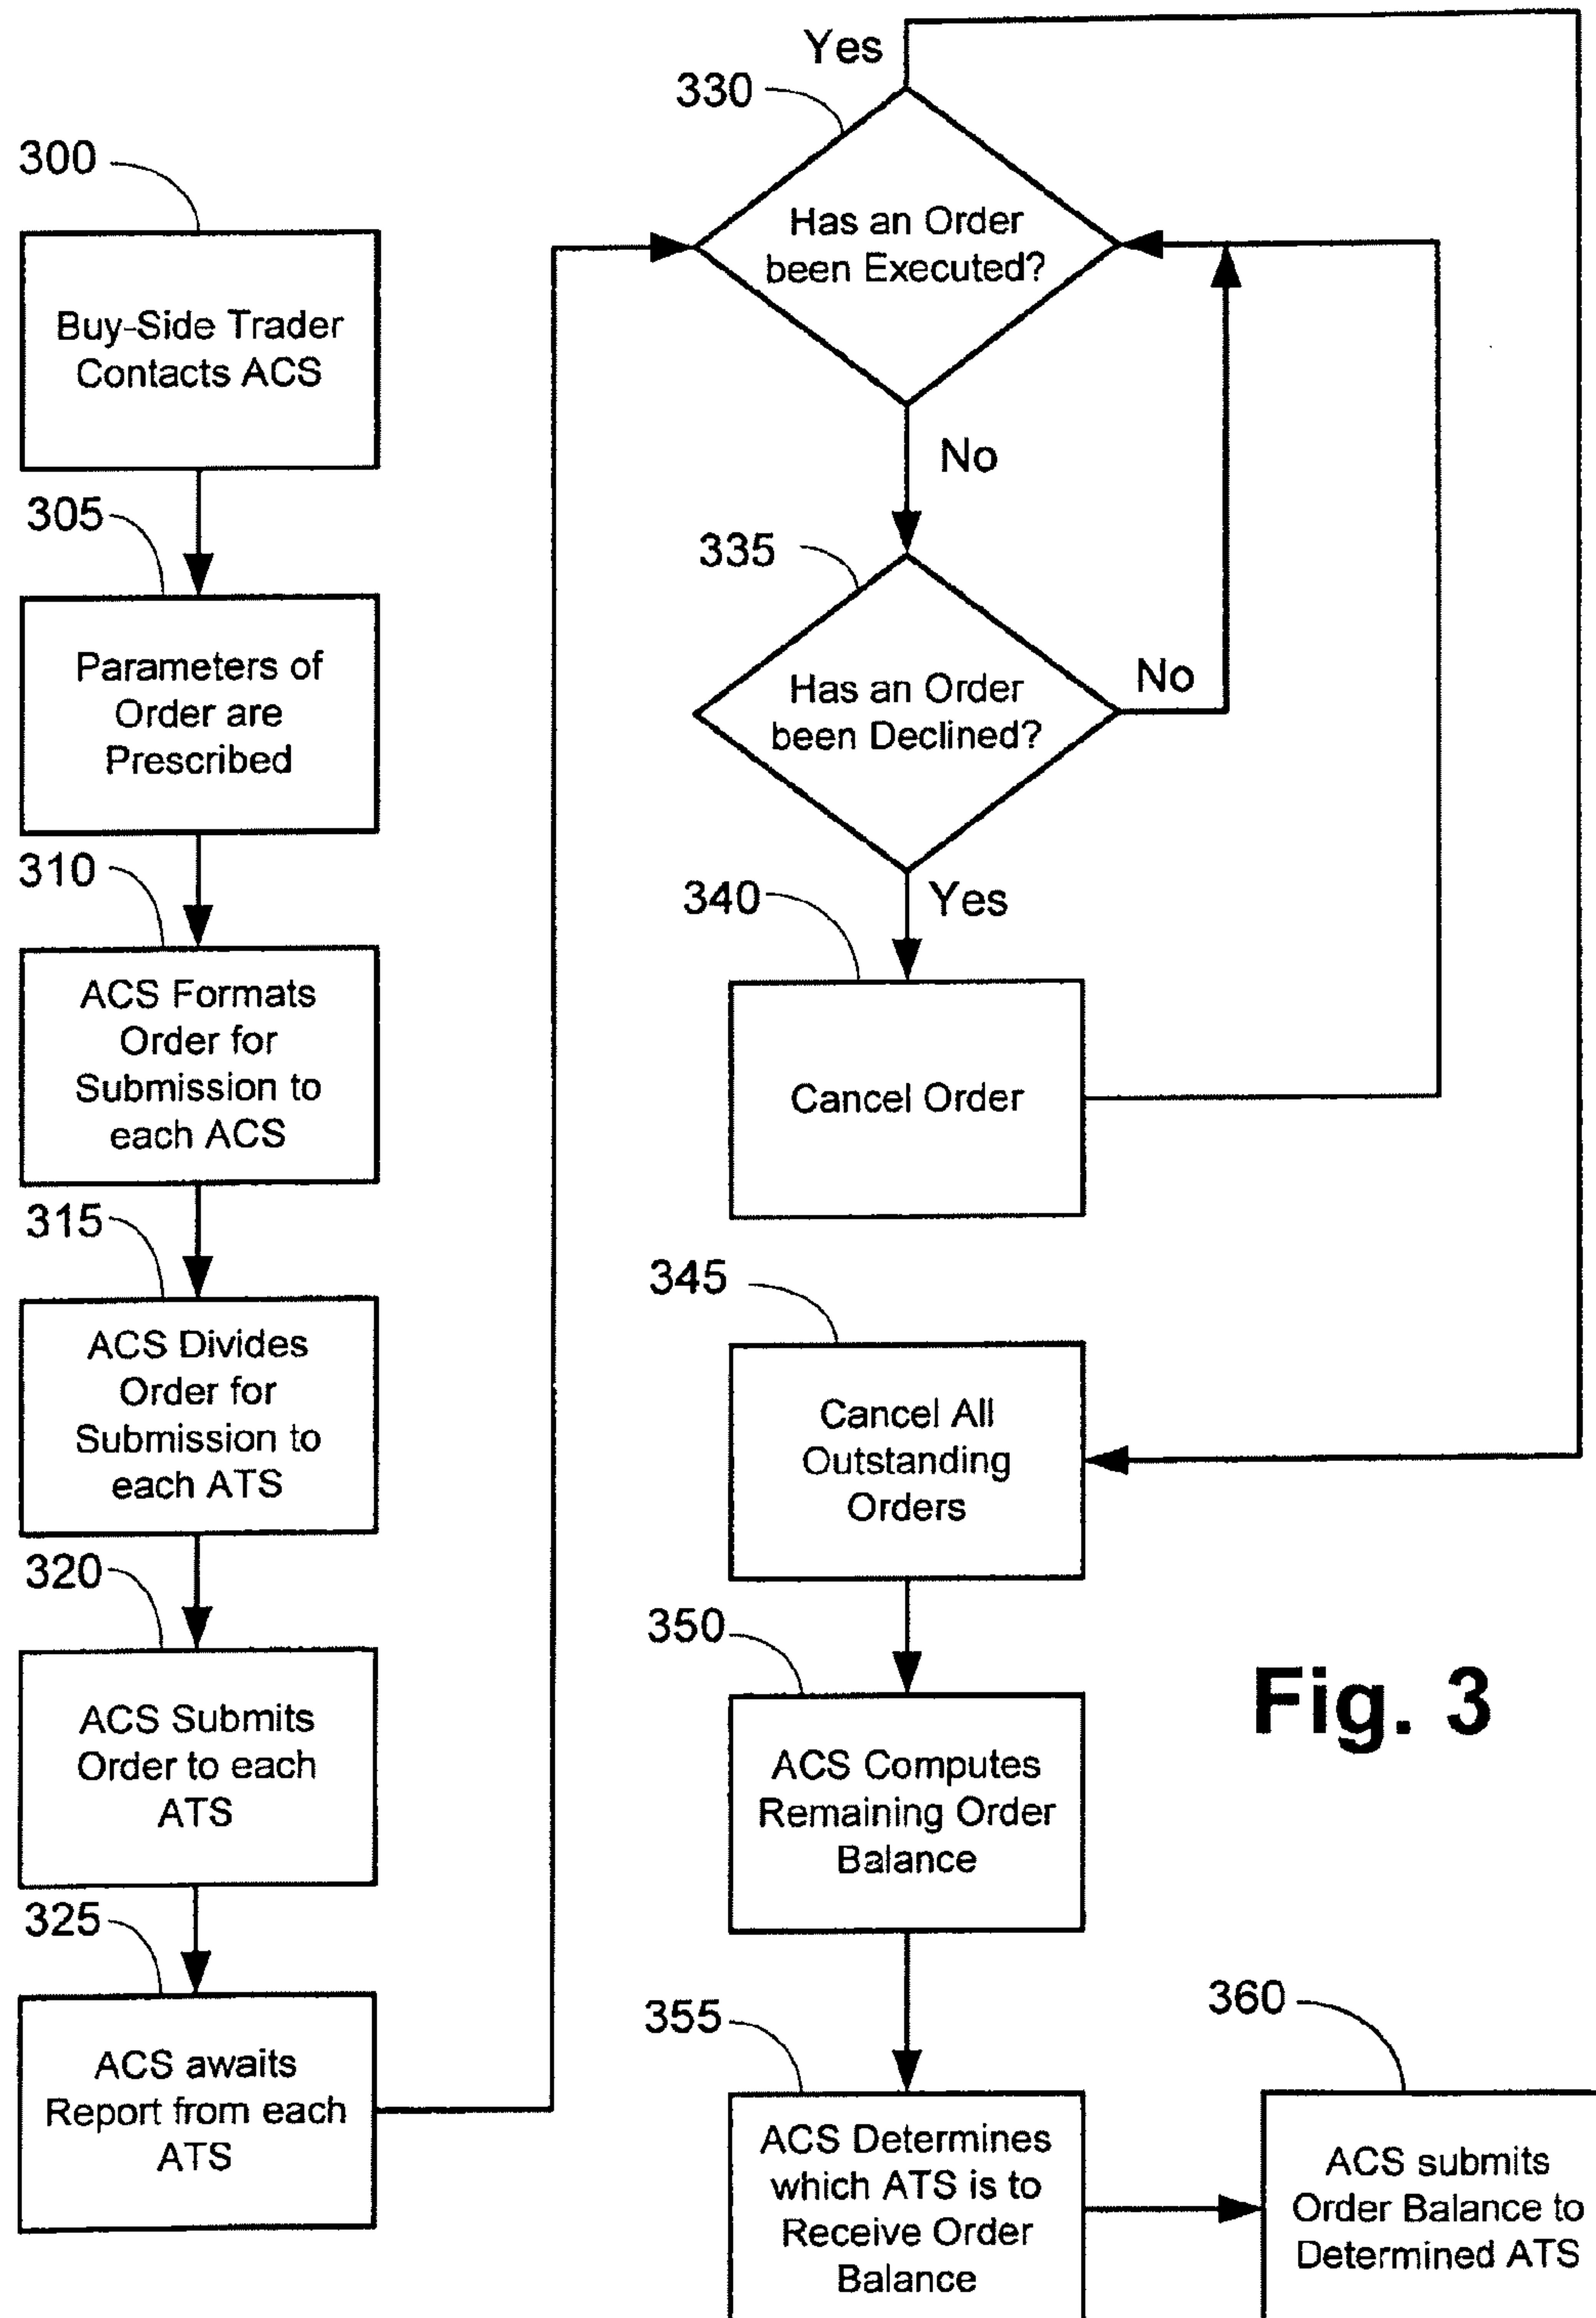 300
Buy-Side Trader
Contacts ACS
305
Parameters of
Order are
Prescribed
310
ACS Formats
Order for
Submission to
each ACS
315
ACS Divides
Order for
Submission to
each ATS
320
ACS Submits
Order to each
ATS
325
ACS awaits
Report from each
ATS
Yes
330
Has an Order
been Executed?
No
335
Has an Order
been Declined?
No
Yes
340
Cancel Order
345
Cancel All
Outstanding
Orders
350
ACS Computes
Remaining Order
Balance
355
ACS Determines
which ATS is to
Receive Order
Balance
360
ACS submits
Order Balance to
Determined ATS
Fig. 3